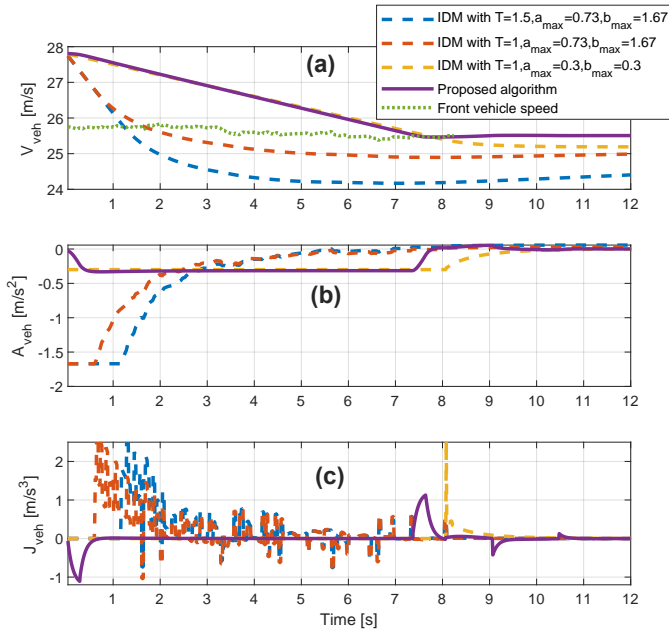 IDM with T=1.5,a_max=0.73,b_max=1.67
IDM with T=1,a_max=0.73,b_max=1.67
IDM with T=1,a_max=0.3,b_max=0.3
Proposed algorithm
Front vehicle speed
(a)
V_veh [m/s]
28
27
26
25
24
1 2 3 4 5 6 7 8 9 10 11 12
(b)
A_veh [m/s²]
0
-0.5
-1
-1.5
-2
1 2 3 4 5 6 7 8 9 10 11 12
(c)
J_veh [m/s³]
2
1
0
-1
1 2 3 4 5 6 7 8 9 10 11 12
Time [s]